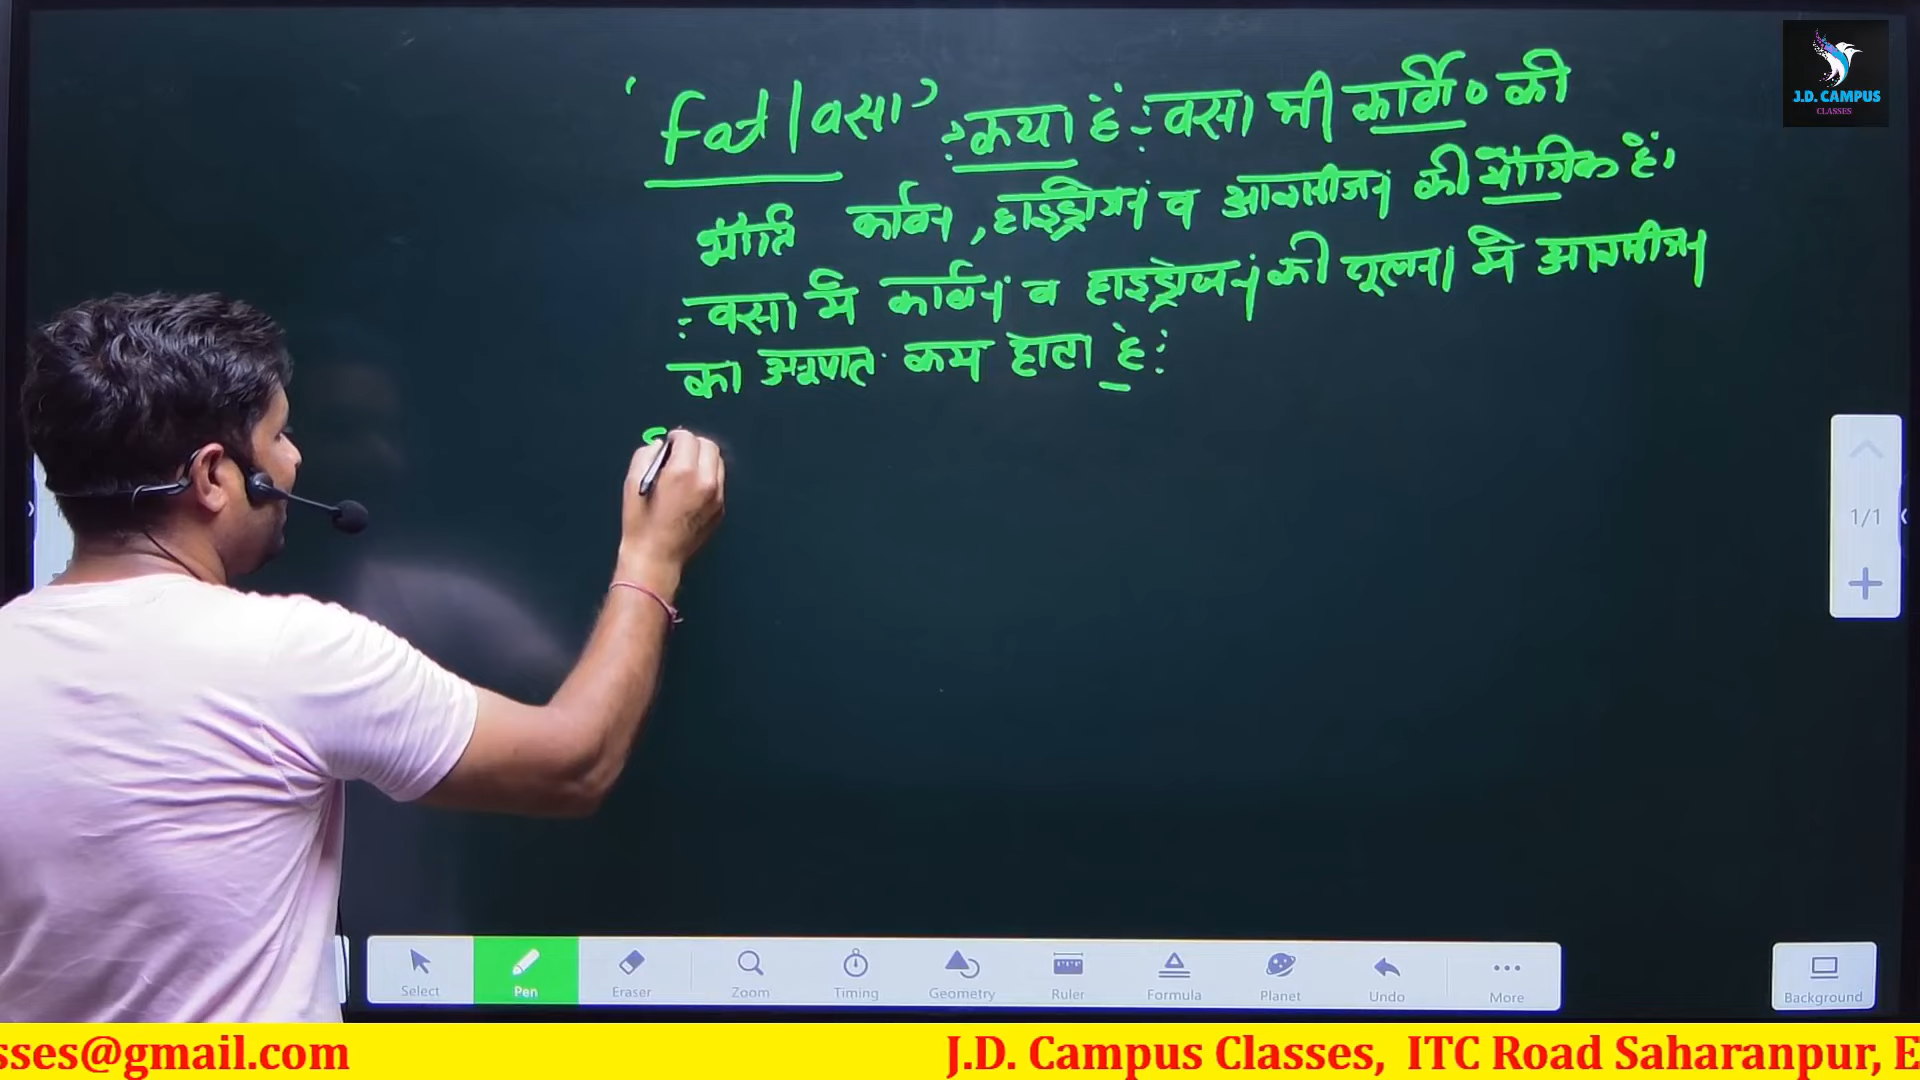 'fat/वसा' :क्या है :- वसा भी कार्बो० की
भाँति कार्बन, हाइड्रोजन व आक्सीजन की यौगिक है,
:- वसा में कार्बन व हाइड्रोजन की तूलना में आक्सीजन
का अनूपात कम होता है :
J.D. CAMPUS
CLASSES
1/1
Select
Pen
Eraser
Zoom
Timing
Geometry
Ruler
Formula
Planet
Undo
More
Background
sses@gmail.com J.D. Campus Classes, ITC Road Saharanpur, E